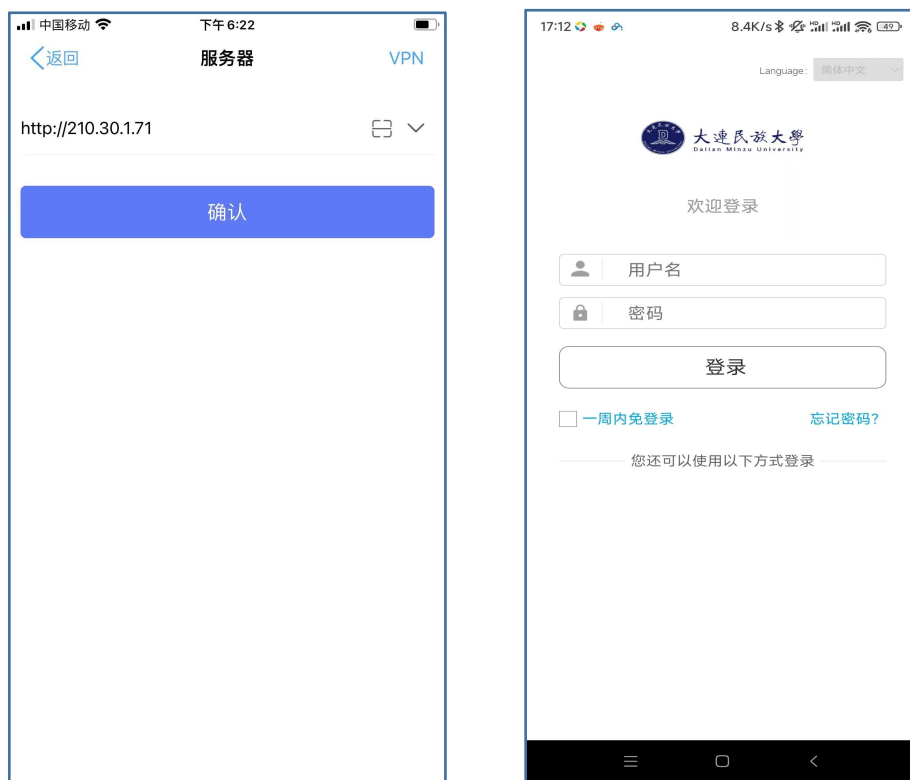 中国移动 下午6:22
返回 服务器 VPN
http://210.30.1.71
确认
17:12 8.4K/s HD HD 49
Language: 简体中文
大連民族大學
Dalian Minzu University
欢迎登录
用户名
密码
登录
一周内免登录 忘记密码?
您还可以使用以下方式登录